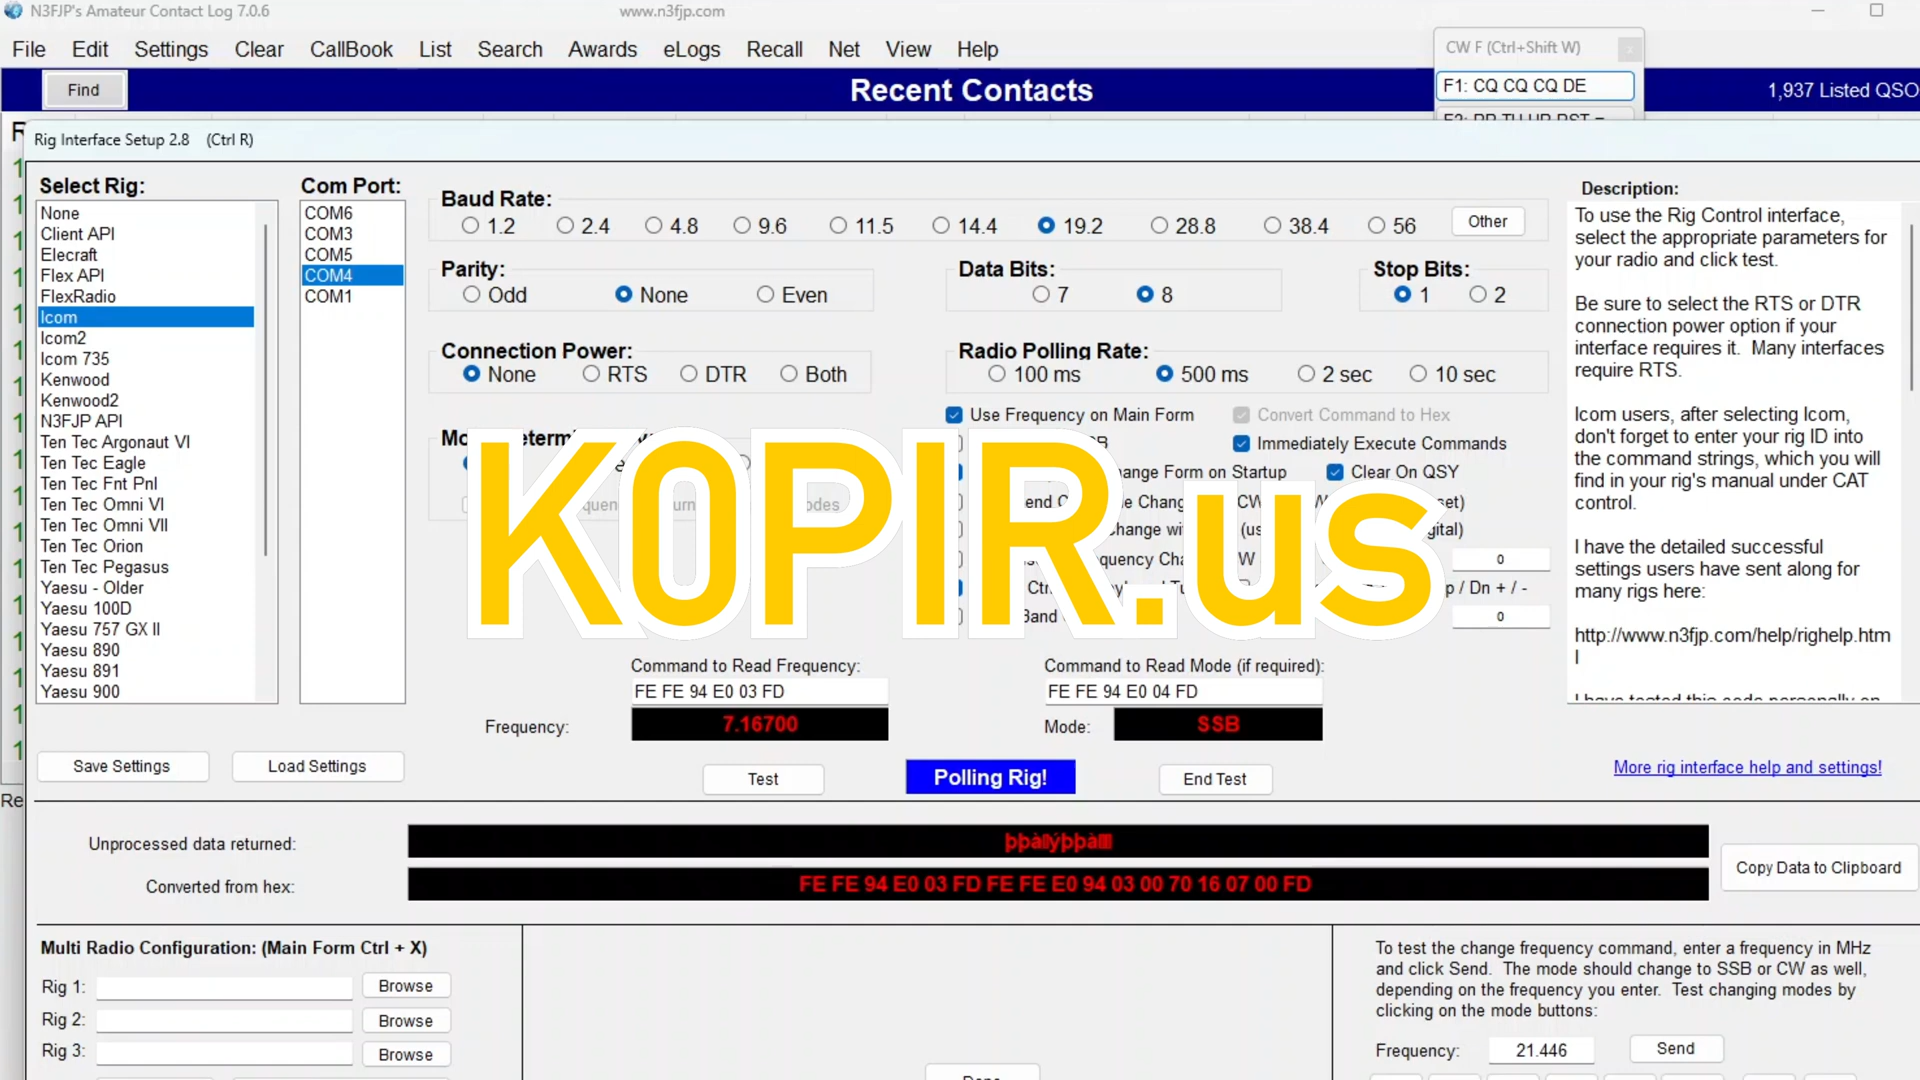 N3FJP's Amateur Contact Log 7.0.6
www.n3fjp.com
File Edit Settings Clear CallBook List Search Awards eLogs Recall Net View Help
CW F (Ctrl+Shift W)
x
Find
Recent Contacts
F1: CQ CQ CQ DE
1,937 Listed QSO
Rig Interface Setup 2.8 (Ctrl R)
Select Rig:
None
Client API
Elecraft
Flex API
FlexRadio
Icom
Icom2
Icom 735
Kenwood
Kenwood2
N3FJP API
Ten Tec Argonaut VI
Ten Tec Eagle
Ten Tec Fnt Pnl
Ten Tec Omni VI
Ten Tec Omni VII
Ten Tec Orion
Ten Tec Pegasus
Yaesu - Older
Yaesu 100D
Yaesu 757 GX II
Yaesu 890
Yaesu 891
Yaesu 900
Com Port:
COM6
COM3
COM5
COM4
COM1
Baud Rate:
1.2 2.4 4.8 9.6 11.5 14.4 19.2 28.8 38.4 56 Other
Parity:
Odd None Even
Data Bits:
7 8
Stop Bits:
1 2
Connection Power:
None RTS DTR Both
Radio Polling Rate:
100 ms 500 ms 2 sec 10 sec
Use Frequency on Main Form
Convert Command to Hex
Immediately Execute Commands
Form on Startup
Clear On QSY
K0PIR.us
0
Dn + / -
0
Command to Read Frequency:
FE FE 94 E0 03 FD
Command to Read Mode (if required):
FE FE 94 E0 04 FD
Frequency: 7.16700
Mode: SSB
Save Settings
Load Settings
Test
Polling Rig!
End Test
Description:
To use the Rig Control interface,
select the appropriate parameters for
your radio and click test.
Be sure to select the RTS or DTR
connection power option if your
interface requires it. Many interfaces
require RTS.
Icom users, after selecting Icom,
don't forget to enter your rig ID into
the command strings, which you will
find in your rig's manual under CAT
control.
I have the detailed successful
settings users have sent along for
many rigs here:
http://www.n3fjp.com/help/righelp.htm
l
More rig interface help and settings!
Unprocessed data returned:
Converted from hex: FE FE 94 E0 03 FD FE FE E0 94 03 00 70 16 07 00 FD
Copy Data to Clipboard
Multi Radio Configuration: (Main Form Ctrl + X)
Rig 1: Browse
Rig 2: Browse
Rig 3: Browse
To test the change frequency command, enter a frequency in MHz
and click Send. The mode should change to SSB or CW as well,
depending on the frequency you enter. Test changing modes by
clicking on the mode buttons:
Frequency: 21.446 Send